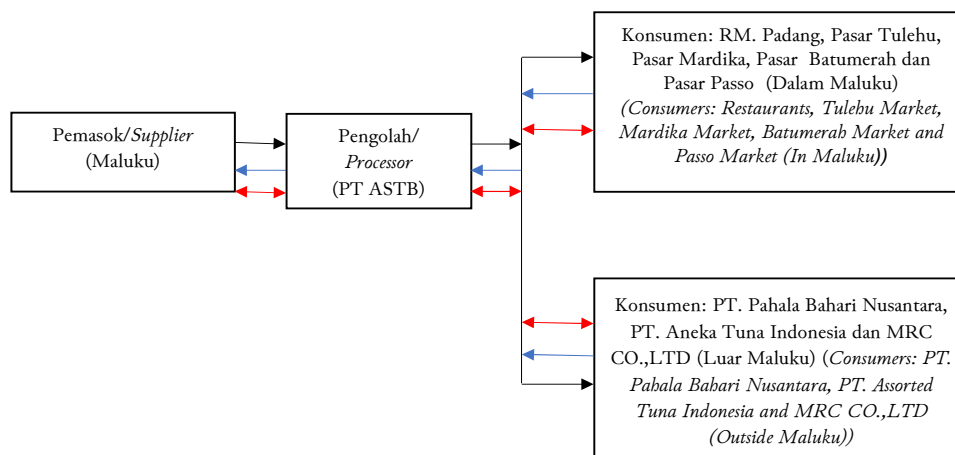 Konsumen: RM. Padang, Pasar Tulehu,
Pasar Mardika, Pasar Batumerah dan
Pasar Passo (Dalam Maluku)
(Consumers: Restaurants, Tulehu Market,
Mardika Market, Batumerah Market and
Passo Market (In Maluku))
Pemasok/Supplier
(Maluku)
Pengolah/
Processor
(PT ASTB)
Konsumen: PT. Pahala Bahari Nusantara,
PT. Aneka Tuna Indonesia dan MRC
CO.,LTD (Luar Maluku) (Consumers: PT.
Pahala Bahari Nusantara, PT. Assorted
Tuna Indonesia and MRC CO.,LTD
(Outside Maluku))